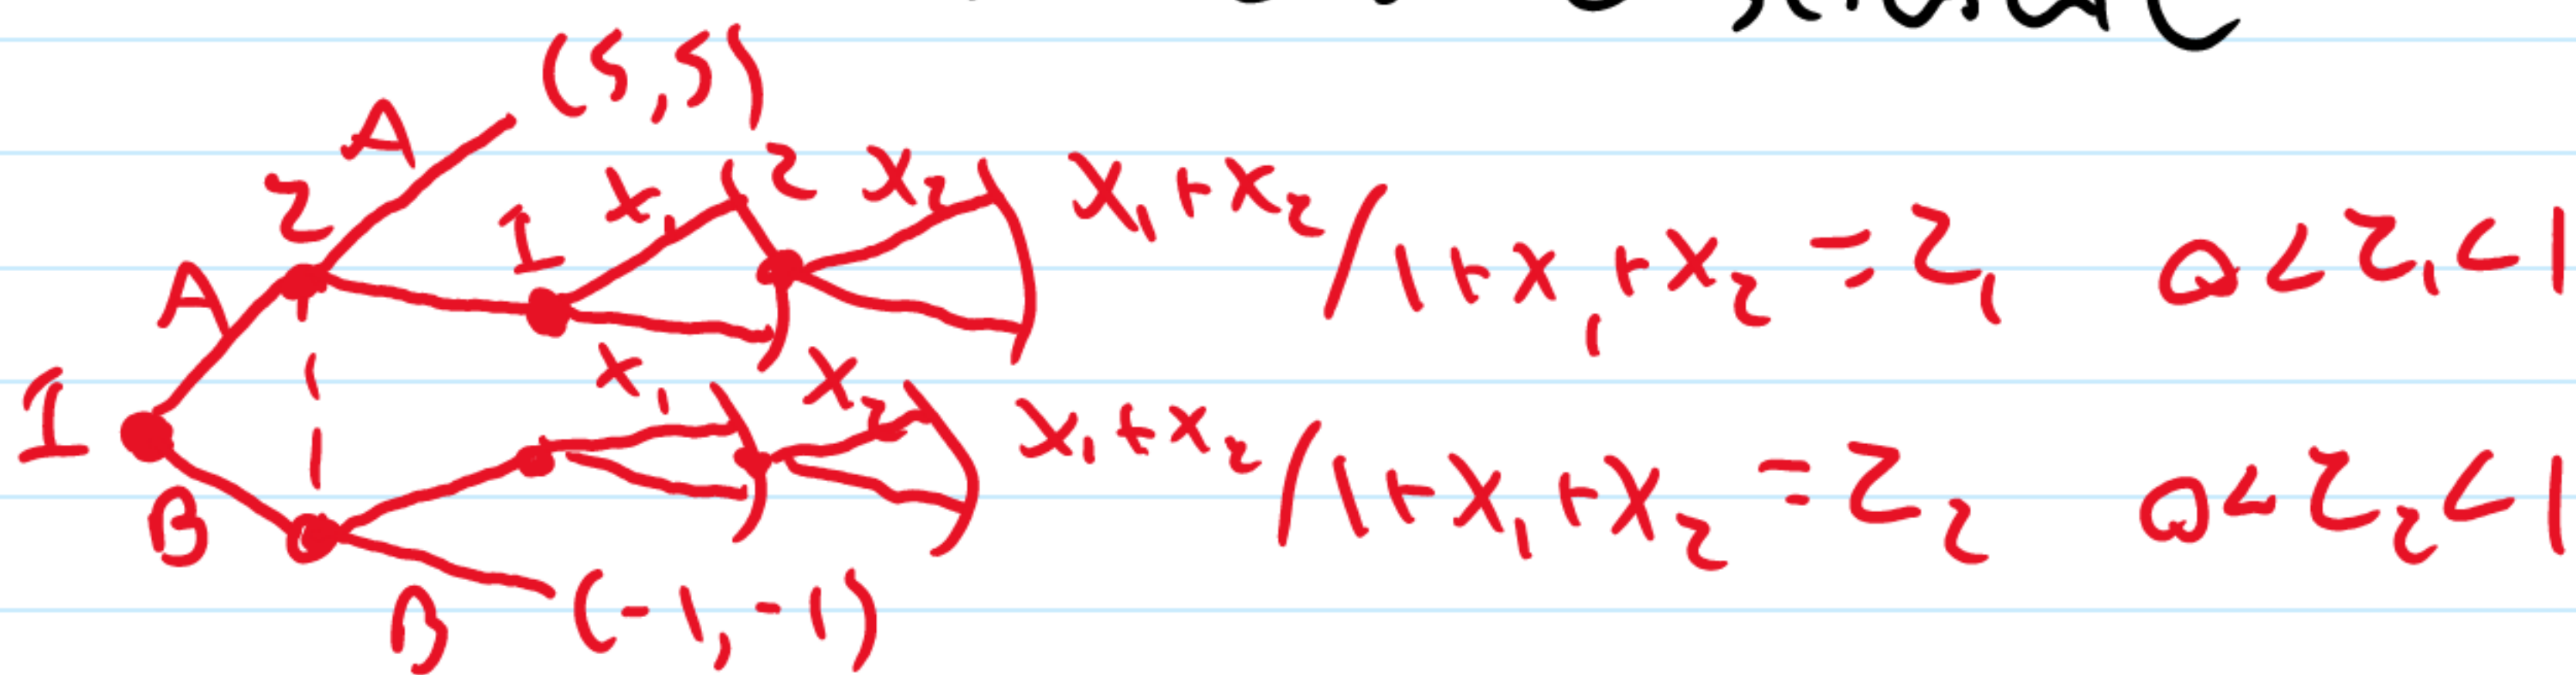 (5,5)
A
2
1 x₁ 2 x₂ x₁+x₂/1+x₁+x₂ = z₁ 0<z₁<1
A
1
B
x₁ x₂ x₁+x₂/1+x₁+x₂ = z₂ 0<z₂<1
B (-1,-1)